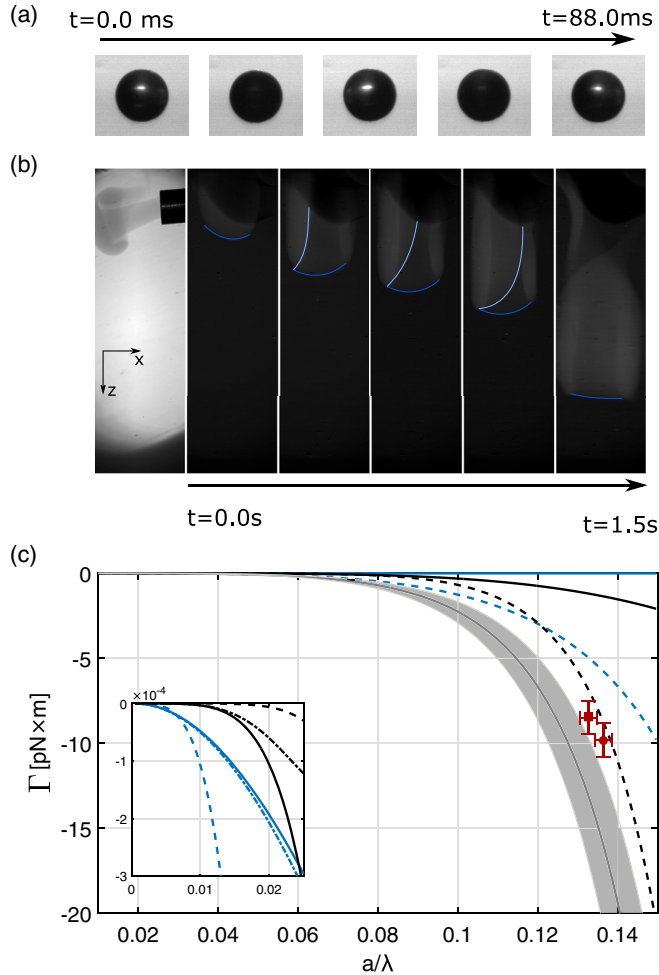 (a)
t=0.0 ms
t=88.0ms
(b)
x
z
t=0.0s
t=1.5s
(c)
0
-5
-10
-15
-20
Γ [pN×m]
×10⁻⁴
0
-1
-2
-3
0
0.01
0.02
0.02
0.04
0.06
0.08
0.1
0.12
0.14
a/λ